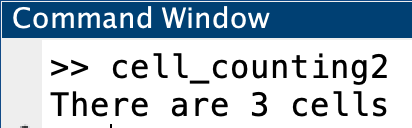 Command Window
>> cell_counting2
There are 3 cells